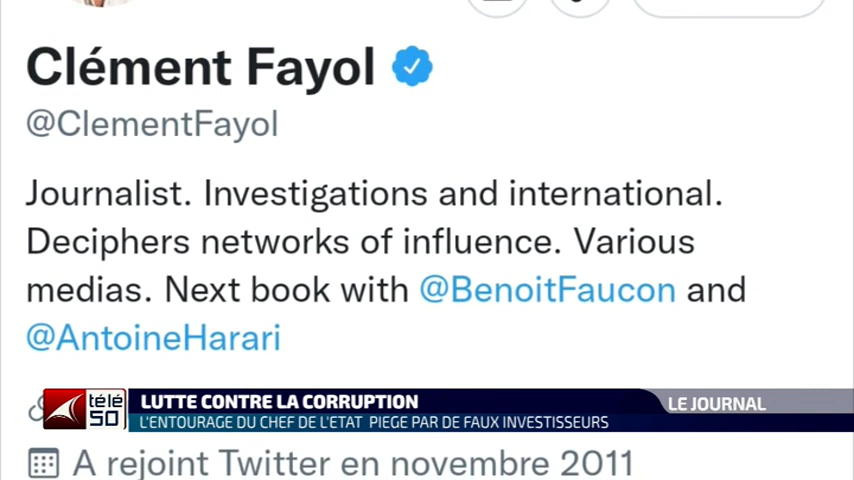 Clément Fayol
@ClementFayol
Journalist. Investigations and international.
Deciphers networks of influence. Various
medias. Next book with @BenoitFaucon and
@AntoineHarari
télé 50
LUTTE CONTRE LA CORRUPTION
LE JOURNAL
L'ENTOURAGE DU CHEF DE L'ETAT PIEGE PAR DE FAUX INVESTISSEURS
A rejoint Twitter en novembre 2011